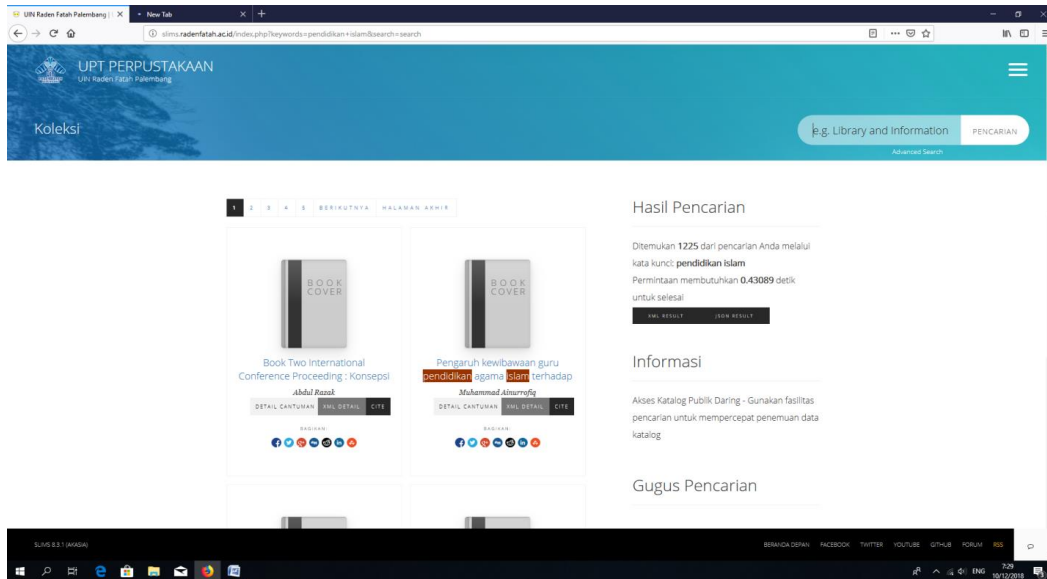 UIN Raden Fatah Palembang |
New Tab
slims.radenfatah.ac.id/index.php?keywords=pendidikan+islam&search=search
UPT PERPUSTAKAAN
UIN Raden Fatah Palembang
Koleksi
e.g. Library and Information
PENCARIAN
Advanced Search
1 2 3 4 5 BERIKUTNYA HALAMAN AKHIR
BOOK
COVER
Book Two International
Conference Proceeding : Konsepsi
Abdul Razak
DETAIL CANTUMAN XML DETAIL CITE
BAGIKAN:
BOOK
COVER
Pengaruh kewibawaan guru
pendidikan agama islam terhadap
Muhammad Ainurrofiq
DETAIL CANTUMAN XML DETAIL CITE
BAGIKAN:
Hasil Pencarian
Ditemukan 1225 dari pencarian Anda melalui
kata kunci: pendidikan islam
Permintaan membutuhkan 0.43089 detik
untuk selesai
XML RESULT JSON RESULT
Informasi
Akses Katalog Publik Daring - Gunakan fasilitas
pencarian untuk mempercepat penemuan data
katalog
Gugus Pencarian
SLIMS 8.3.1 (AKASIA)
BERANDA DEPAN FACEBOOK TWITTER YOUTUBE GITHUB FORUM RSS
ENG
7:29
10/12/2018